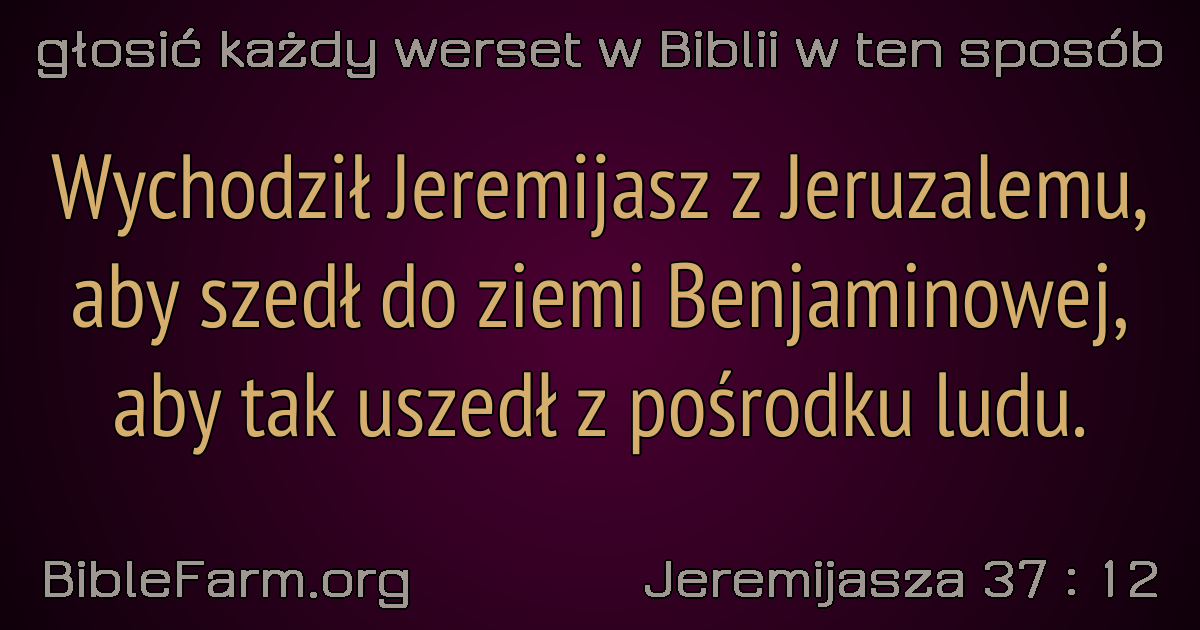 głosić każdy werset w Biblii w ten sposób
Wychodził Jeremijasz z Jeruzalemu,
aby szedł do ziemi Benjaminowej,
aby tak uszedł z pośrodku ludu.
BibleFarm.org
Jeremijasza 37 : 12